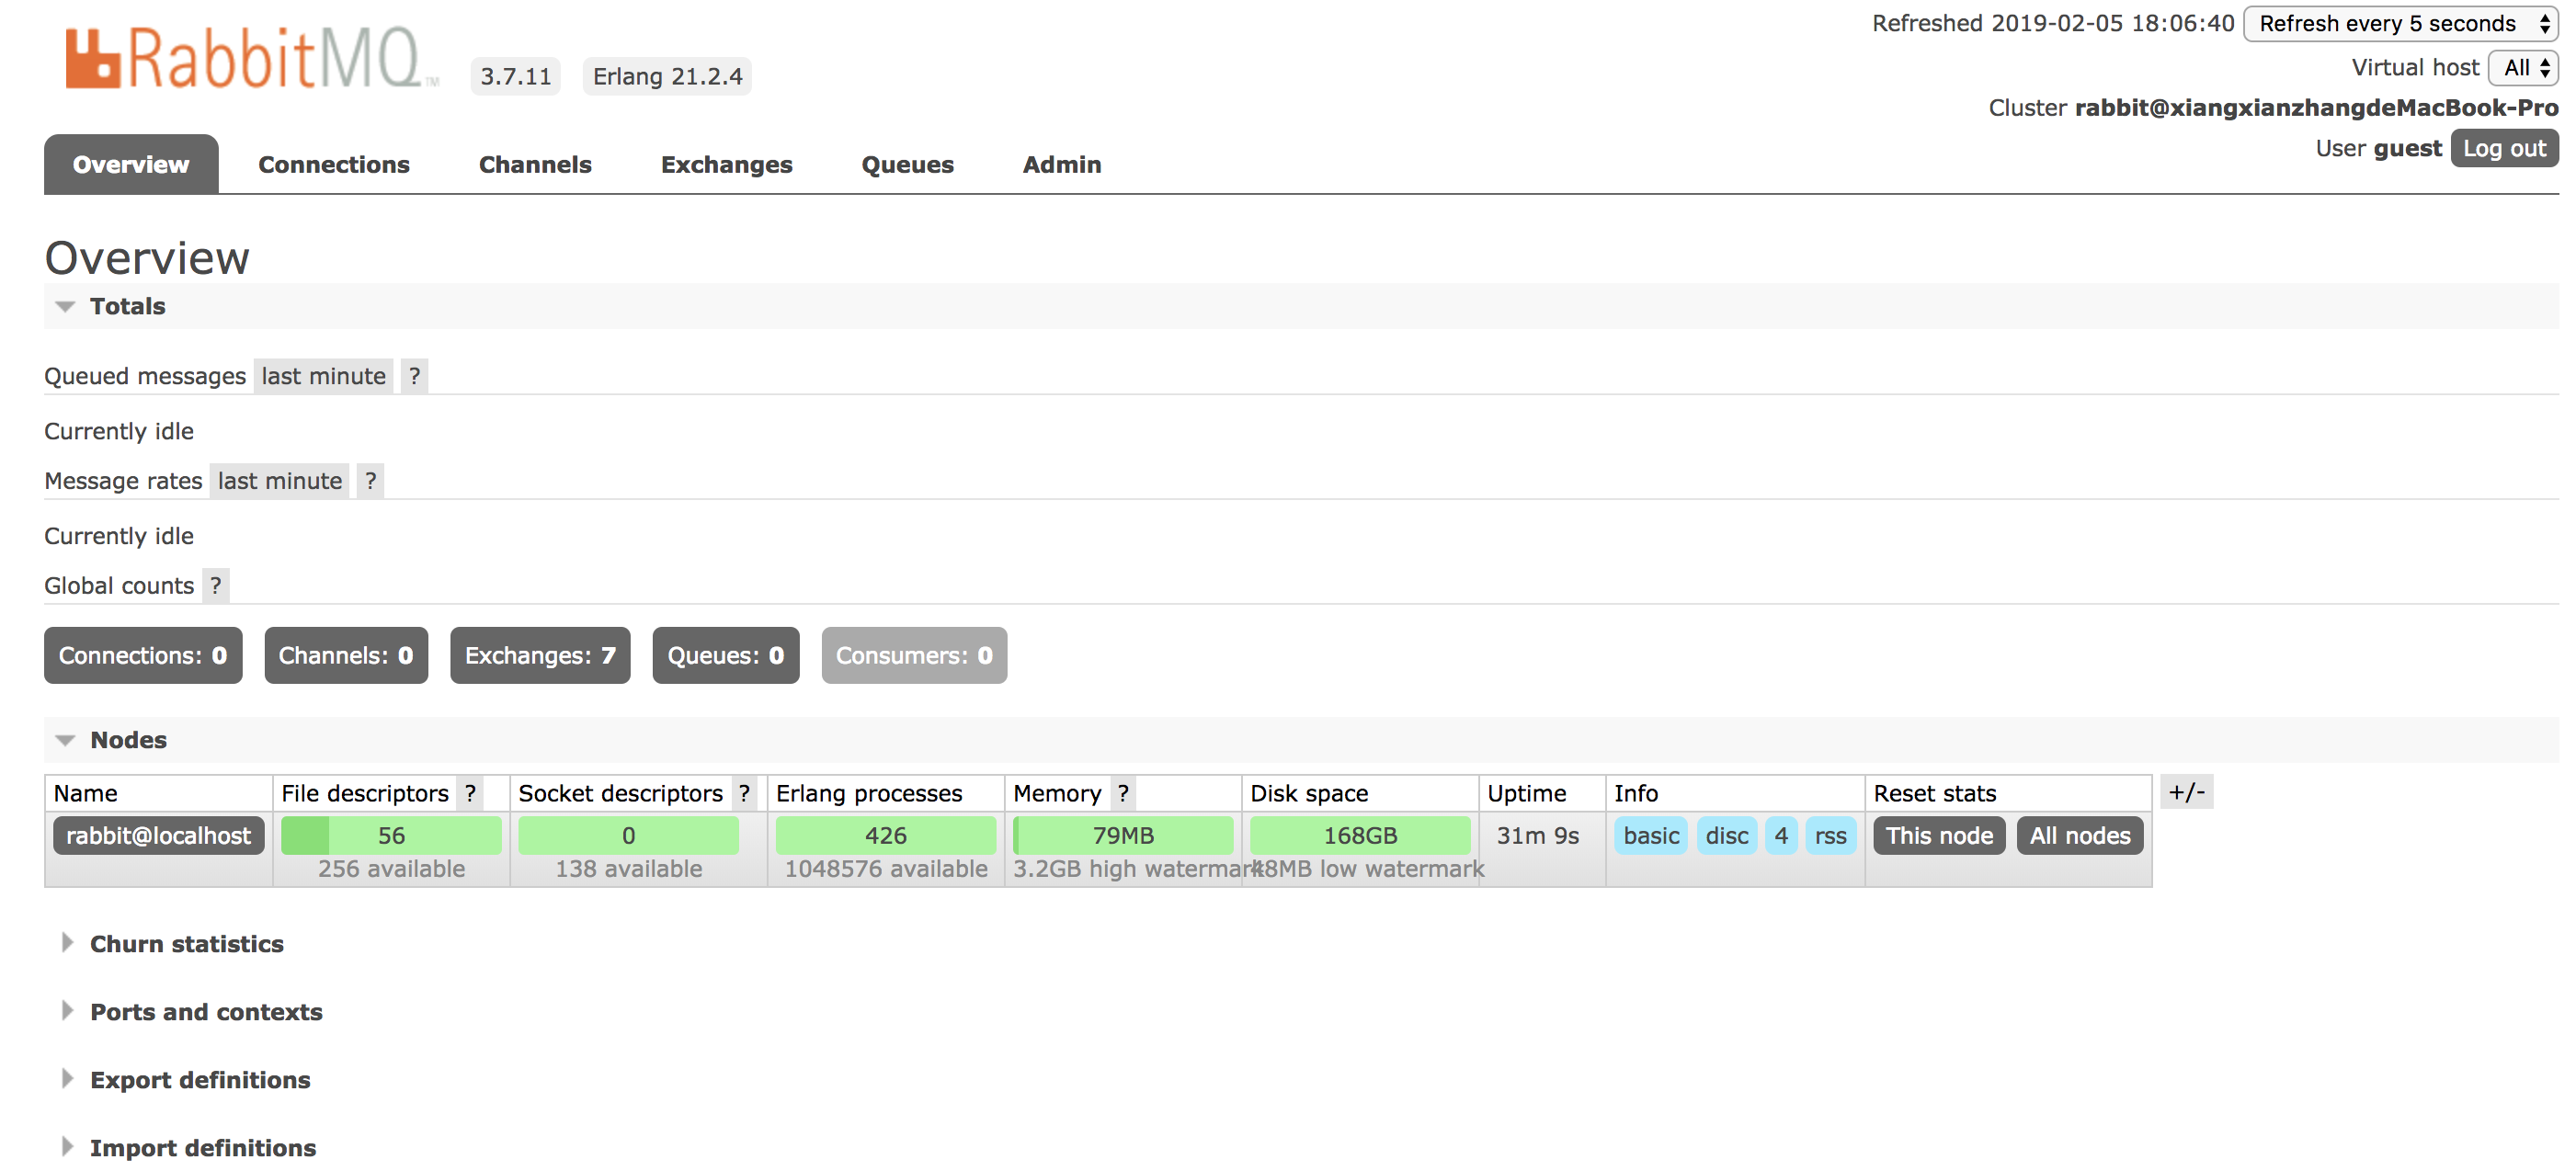 RabbitMQ™ 3.7.11 Erlang 21.2.4
Refreshed 2019-02-05 18:06:40 Refresh every 5 seconds
Virtual host All
Cluster rabbit@xiangxianzhangdeMacBook-Pro
User guest Log out
Overview Connections Channels Exchanges Queues Admin
Overview
Totals
Queued messages last minute ?
Currently idle
Message rates last minute ?
Currently idle
Global counts ?
Connections: 0 Channels: 0 Exchanges: 7 Queues: 0 Consumers: 0
Nodes
Name File descriptors ? Socket descriptors ? Erlang processes Memory ? Disk space Uptime Info Reset stats +/-
rabbit@localhost 56 0 426 79MB 168GB 31m 9s basic disc 4 rss This node All nodes
256 available 138 available 1048576 available 3.2GB high watermark 48MB low watermark
Churn statistics
Ports and contexts
Export definitions
Import definitions